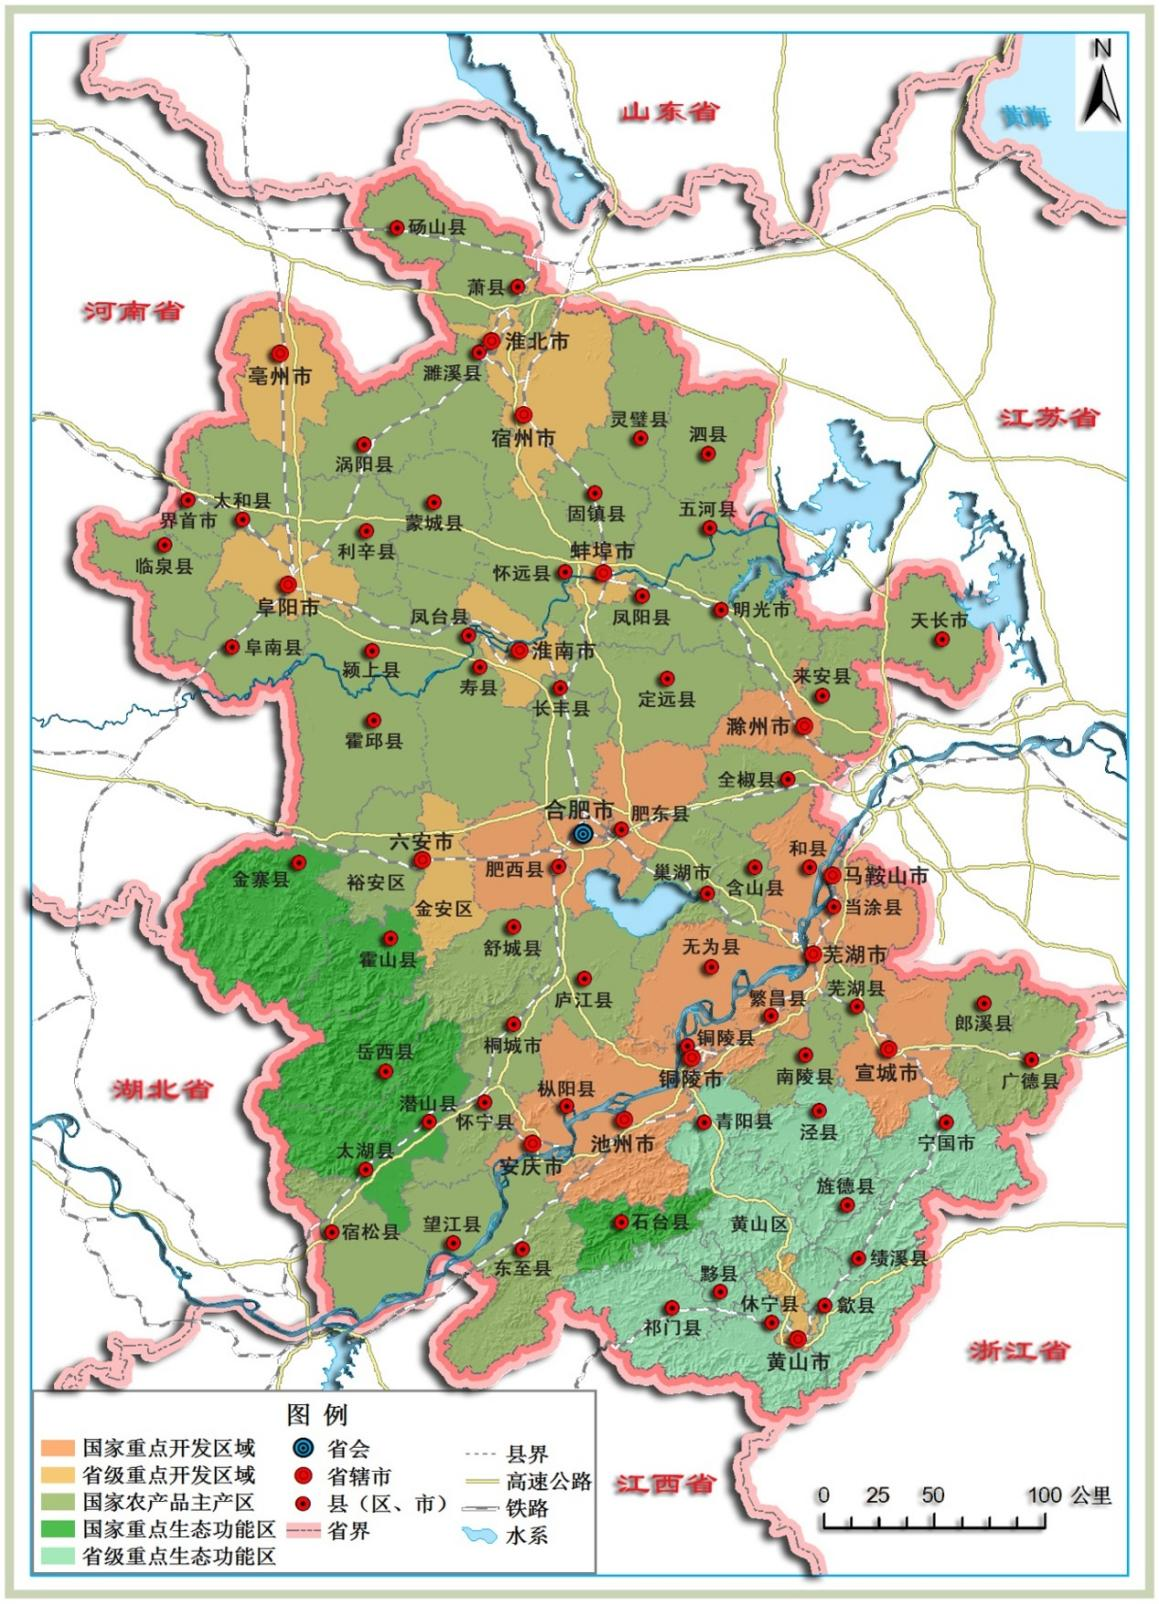 N
山东省
黄海
砀山县
萧县
河南省
淮北市
濉溪县
亳州市
江苏省
灵璧县
宿州市
泗县
涡阳县
太和县
界首市
蒙城县
固镇县
五河县
利辛县
临泉县
蚌埠市
怀远县
阜阳市
凤台县
凤阳县
明光市
天长市
阜南县
颍上县
淮南市
寿县
定远县
来安县
长丰县
霍邱县
滁州市
全椒县
合肥市
肥东县
六安市
和县
金寨县
裕安区
肥西县
巢湖市
含山县
马鞍山市
金安区
当涂县
舒城县
霍山县
无为县
芜湖市
庐江县
繁昌县
芜湖县
郎溪县
桐城市
铜陵县
岳西县
铜陵市
南陵县
宣城市
广德县
湖北省
枞阳县
潜山县
怀宁县
池州市
青阳县
泾县
宁国市
太湖县
安庆市
旌德县
宿松县
望江县
石台县
黄山区
东至县
绩溪县
黟县
休宁县
歙县
祁门县
黄山市
浙江省
江西省
图 例
国家重点开发区域
省级重点开发区域
国家农产品主产区
国家重点生态功能区
省级重点生态功能区
省会
省辖市
县（区、市）
省界
县界
高速公路
铁路
水系
0 25 50 100 公里